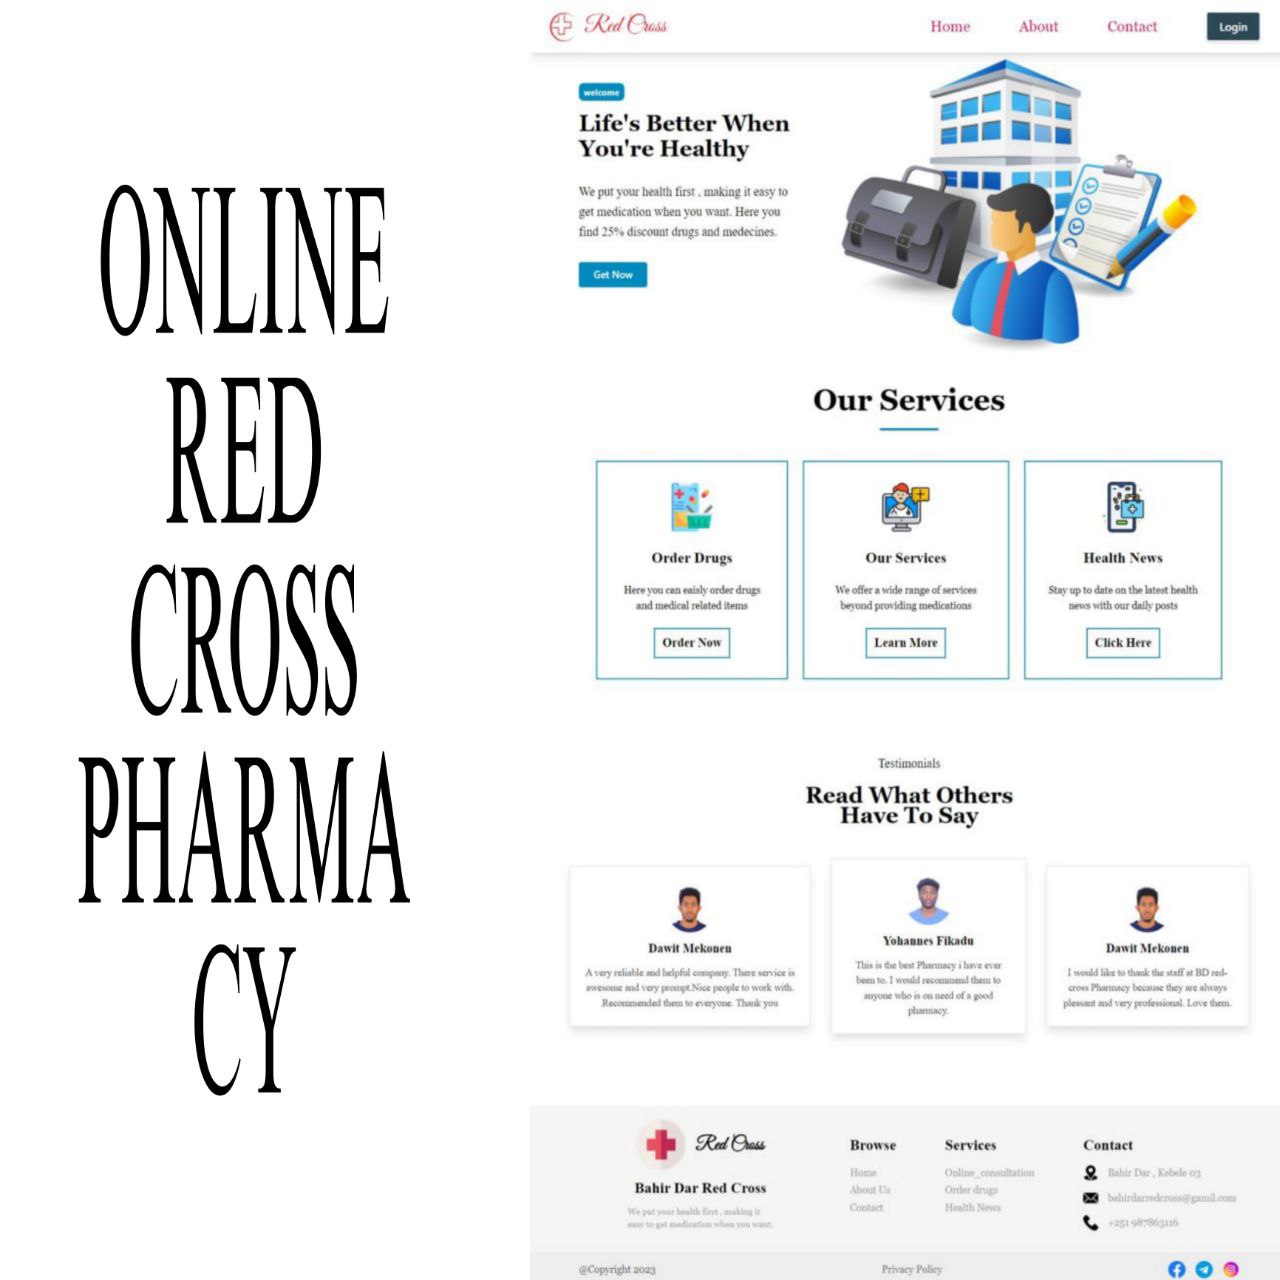 ONLINE
RED
CROSS
PHARMA
CY
Red Cross
Home About Contact Login
welcome
Life's Better When
You're Healthy
We put your health first , making it easy to
get medication when you want. Here you
find 25% discount drugs and medecines.
Get Now
Our Services
Order Drugs
Here you can eaisly order drugs
and medical related items
Order Now
Our Services
We offer a wide range of services
beyond providing medications
Learn More
Health News
Stay up to date on the latest health
news with our daily posts
Click Here
Testimonials
Read What Others
Have To Say
Dawit Mekonen
A very reliable and helpful company. There service is
awesome and very prompt.Nice people to work with.
Recommended them to everyone. Thank you
Yohannes Fikadu
This is the best Pharmacy i have ever
been to. I would recommend them to
anyone who is on need of a good
pharmacy.
Dawit Mekonen
I would like to thank the staff at BD red-
cross Pharmacy because they are always
pleasant and very professional. Love them.
Red Cross
Bahir Dar Red Cross
We put your health first , making it
easy to get medication when you want.
Browse
Home
About Us
Contact
Services
Online_consultation
Order drugs
Health News
Contact
Bahir Dar , Kebele 03
bahirdarredcross@gamil.com
+251 987863116
@Copyright 2023
Privacy Policy